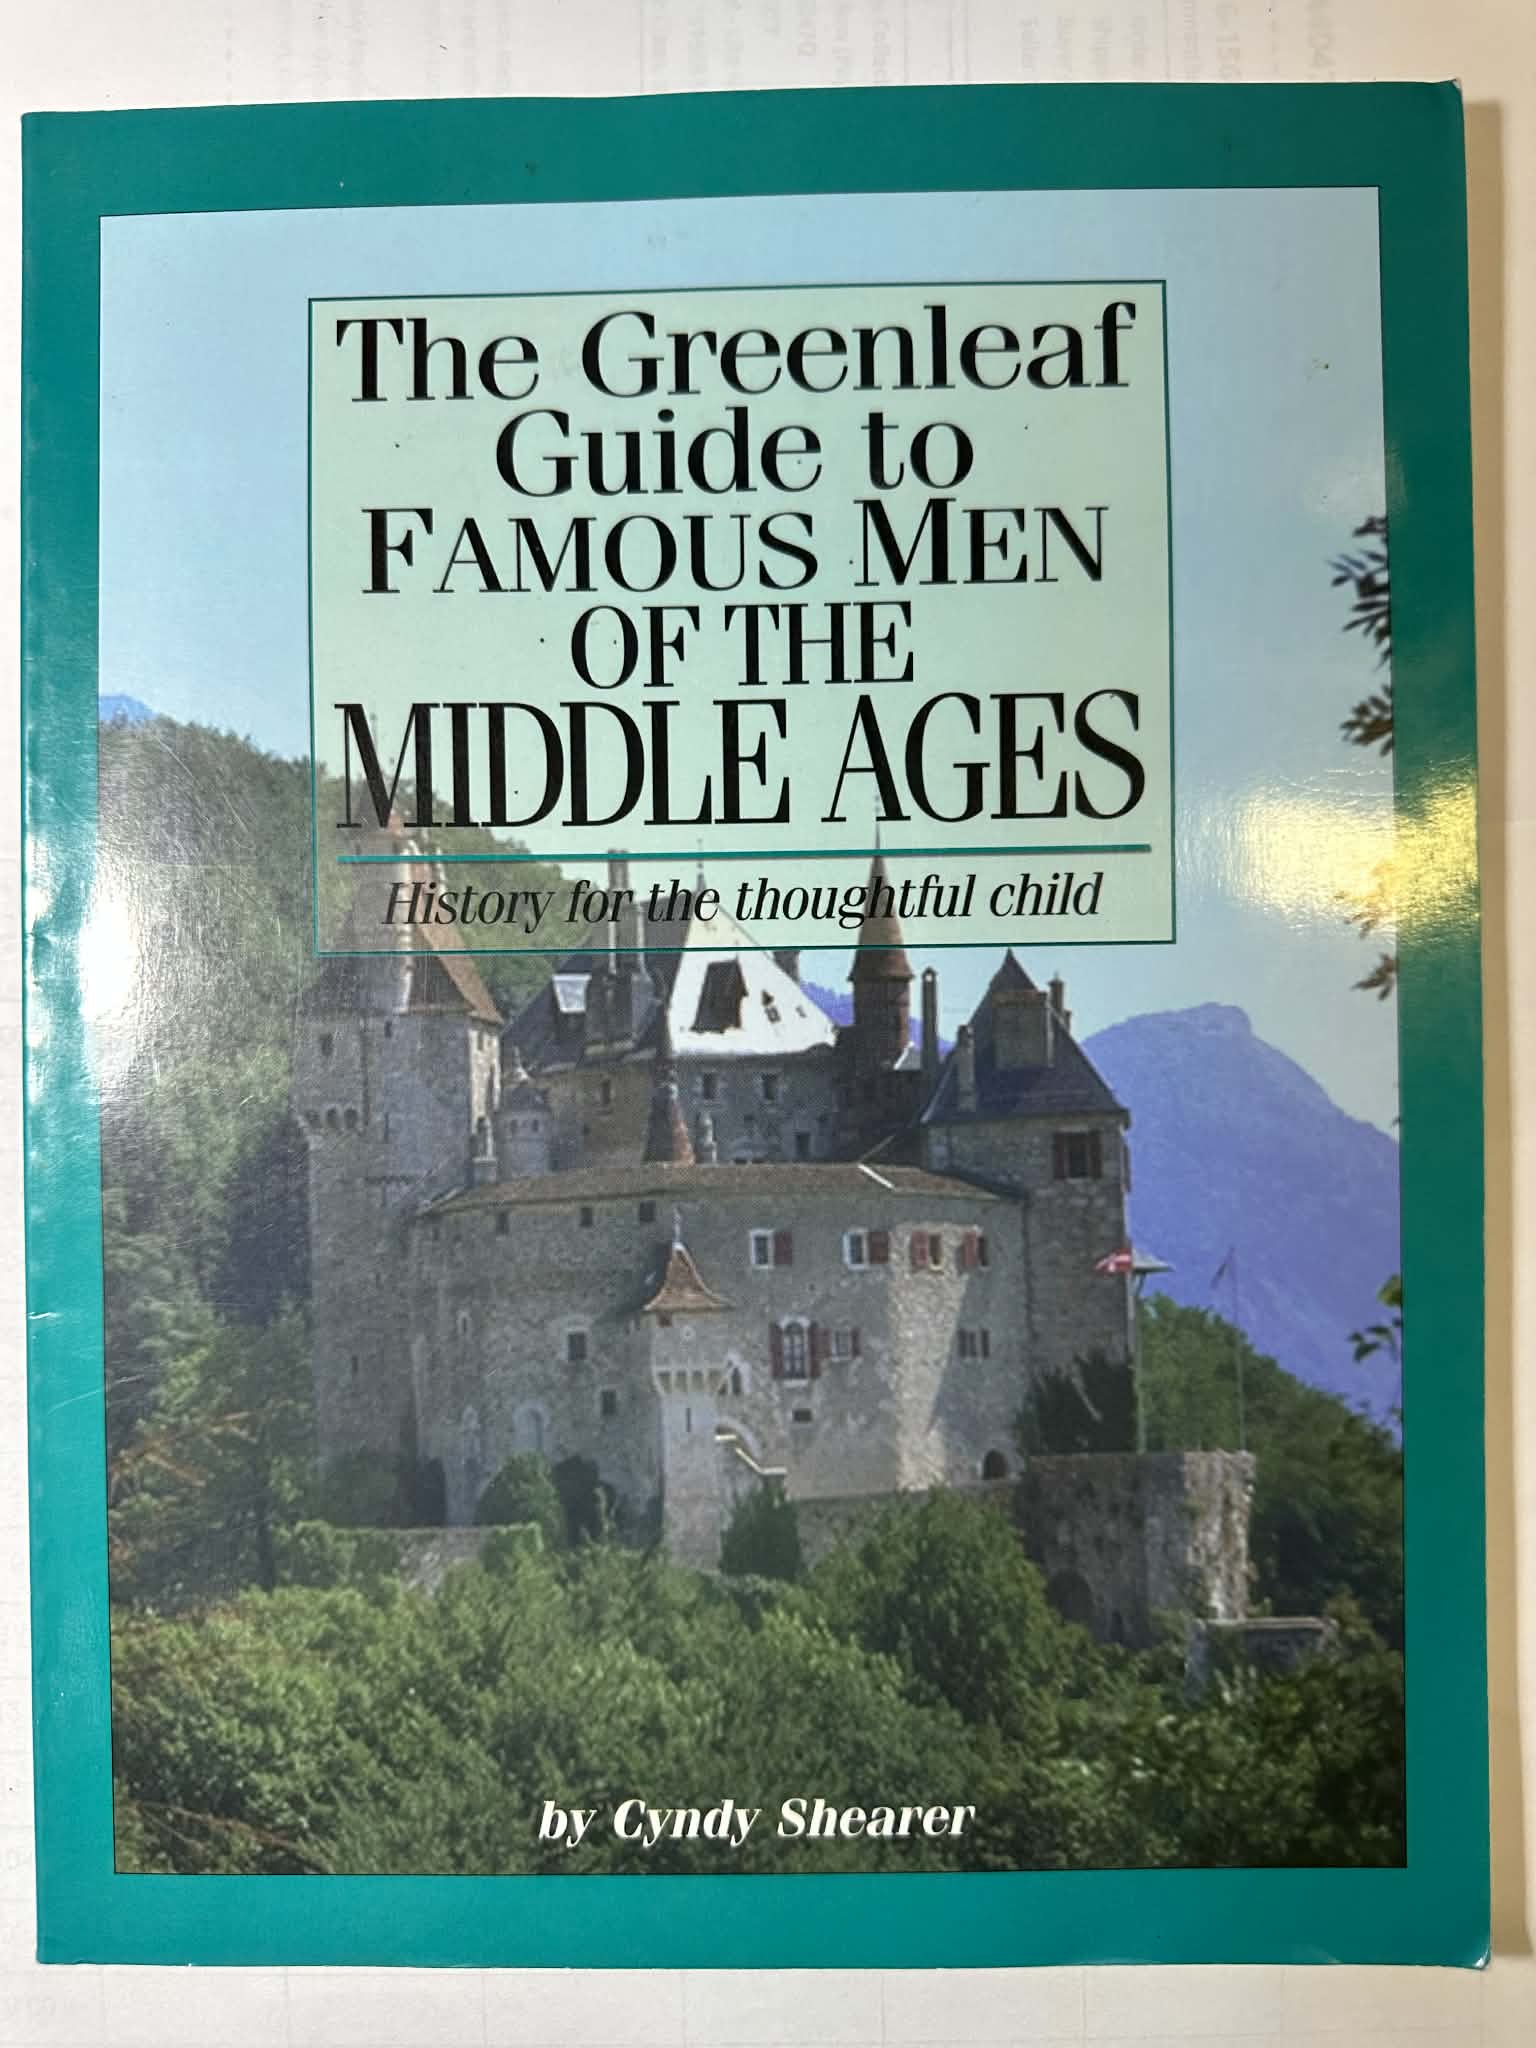 The Greenleaf
Guide to
FAMOUS MEN
OF THE
MIDDLE AGES
History for the thoughtful child
by Cyndy Shearer